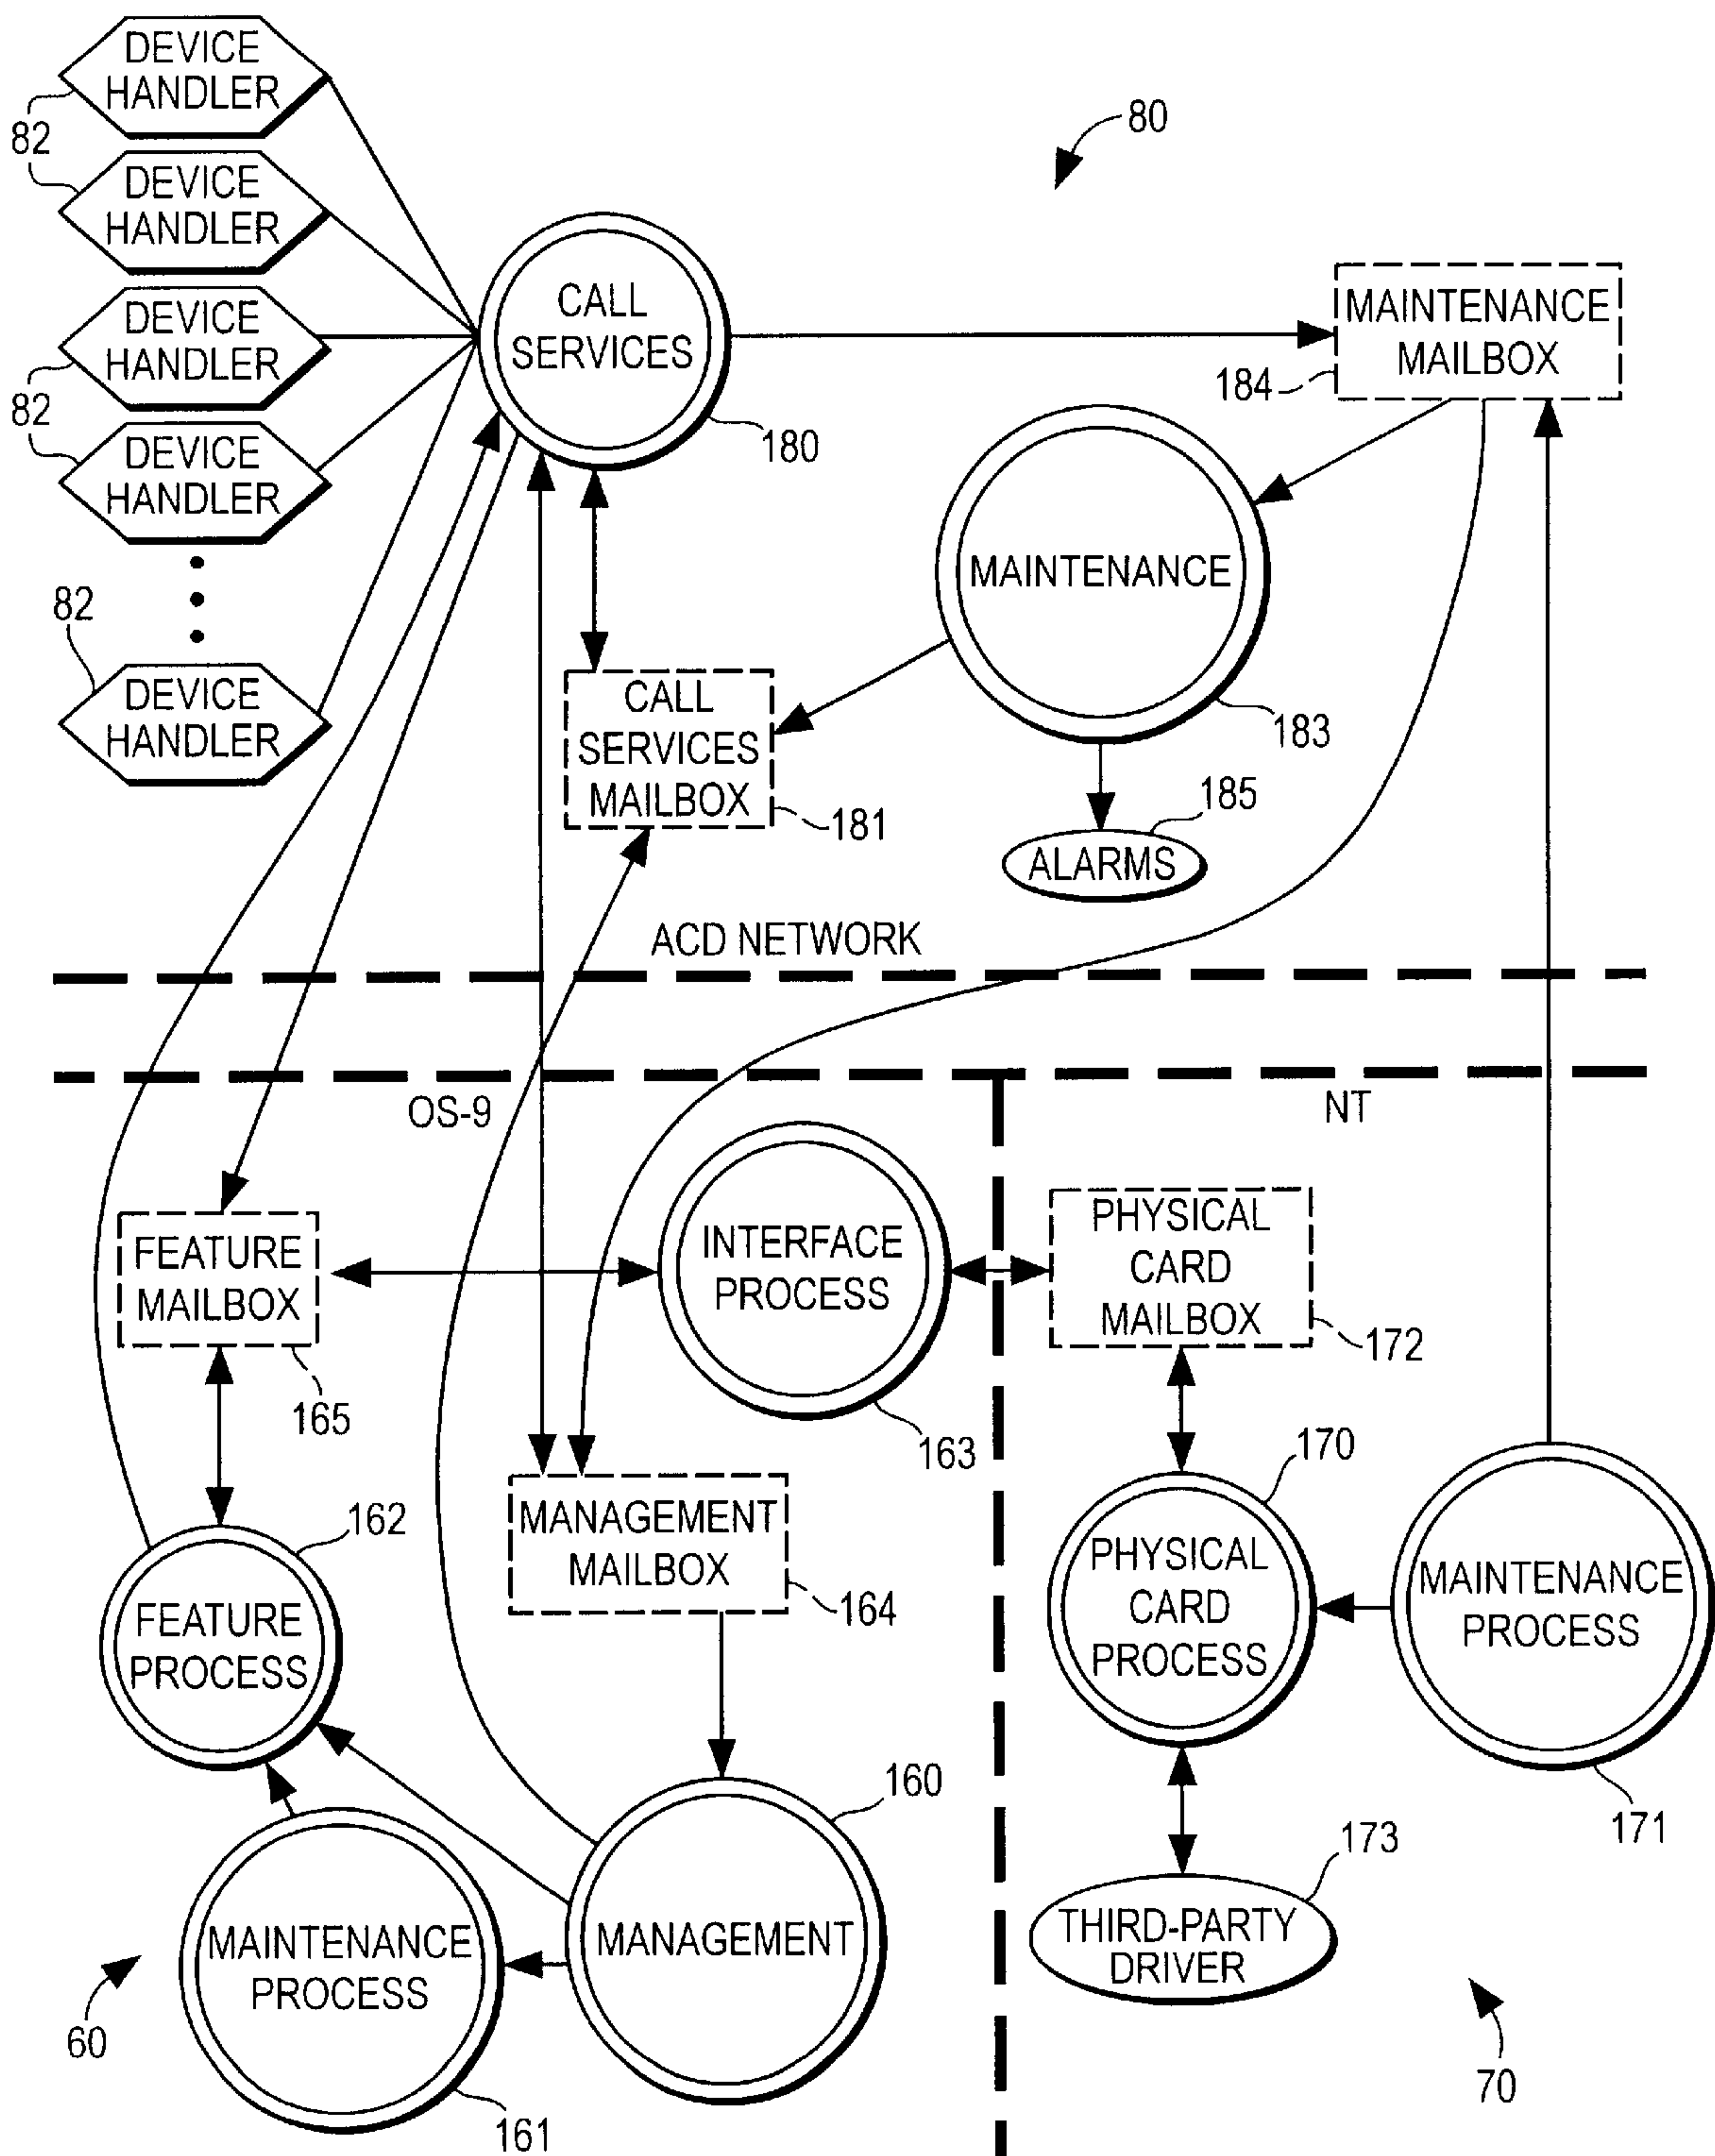 DEVICE
HANDLER
82
DEVICE
HANDLER
80
DEVICE
HANDLER
82
DEVICE
HANDLER
82
DEVICE
HANDLER
CALL
SERVICES
180
MAINTENANCE
MAILBOX
184
MAINTENANCE
183
CALL
SERVICES
MAILBOX
181
185
ALARMS
ACD NETWORK
OS-9
NT
FEATURE
MAILBOX
165
INTERFACE
PROCESS
163
PHYSICAL
CARD
MAILBOX
172
MANAGEMENT
MAILBOX
164
162
FEATURE
PROCESS
170
PHYSICAL
CARD
PROCESS
MAINTENANCE
PROCESS
171
160
MANAGEMENT
MAINTENANCE
PROCESS
161
60
173
THIRD-PARTY
DRIVER
70